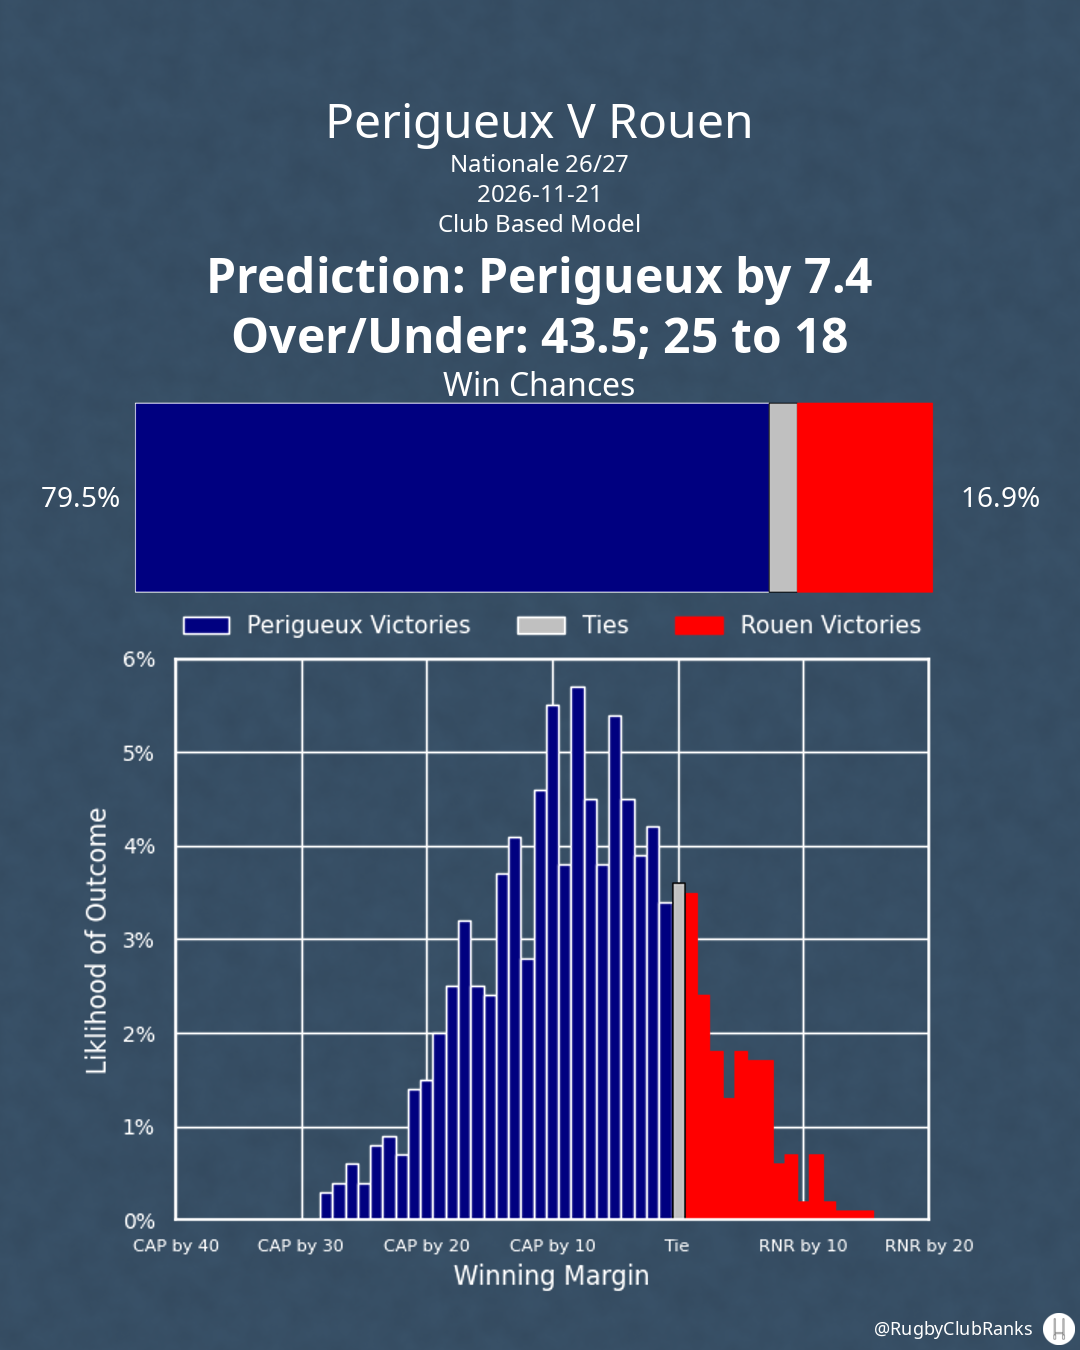 Perigueux V Rouen
Nationale 26/27
2026-11-21
Club Based Model
Prediction: Perigueux by 7.4
Over/Under: 43.5; 25 to 18
Win Chances
79.5%
16.9%
Perigueux Victories
Ties
Rouen Victories
6%
5%
4%
3%
2%
1%
0%
Liklihood of Outcome
CAP by 40
CAP by 30
CAP by 20
CAP by 10
Tie
RNR by 10
RNR by 20
Winning Margin
@RugbyClubRanks